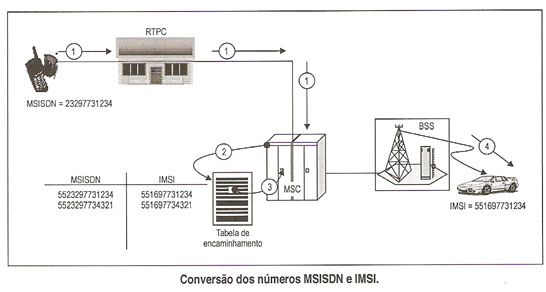 RTPC
1
1
MSISDN = 23297731234
1
BSS
2
4
MSISDN IMSI
3
MSC
5523297731234 551697731234
5523297734321 551697734321
IMSI = 551697731234
Tabela de
encaminhamento
Conversão dos números MSISDN e IMSI.